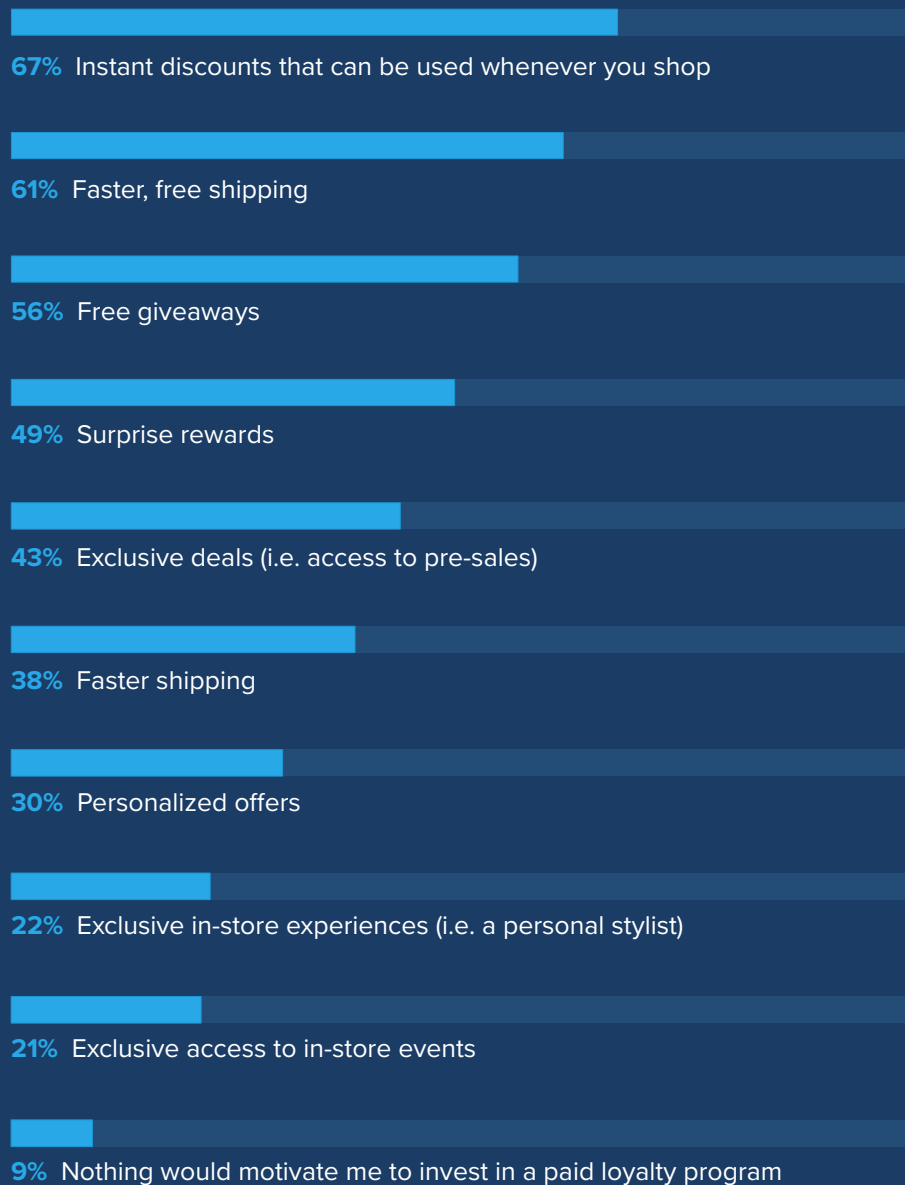 67% Instant discounts that can be used whenever you shop
61% Faster, free shipping
56% Free giveaways
49% Surprise rewards
43% Exclusive deals (i.e. access to pre-sales)
38% Faster shipping
30% Personalized offers
22% Exclusive in-store experiences (i.e. a personal stylist)
21% Exclusive access to in-store events
9% Nothing would motivate me to invest in a paid loyalty program